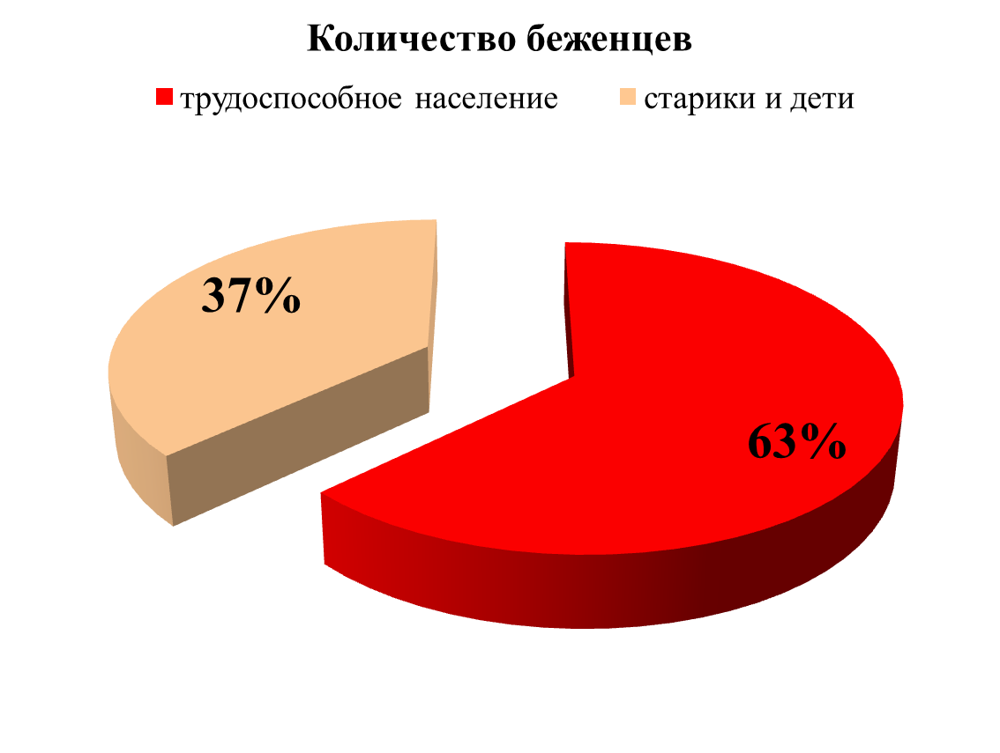 Количество беженцев
трудоспособное население старики и дети
37%
63%